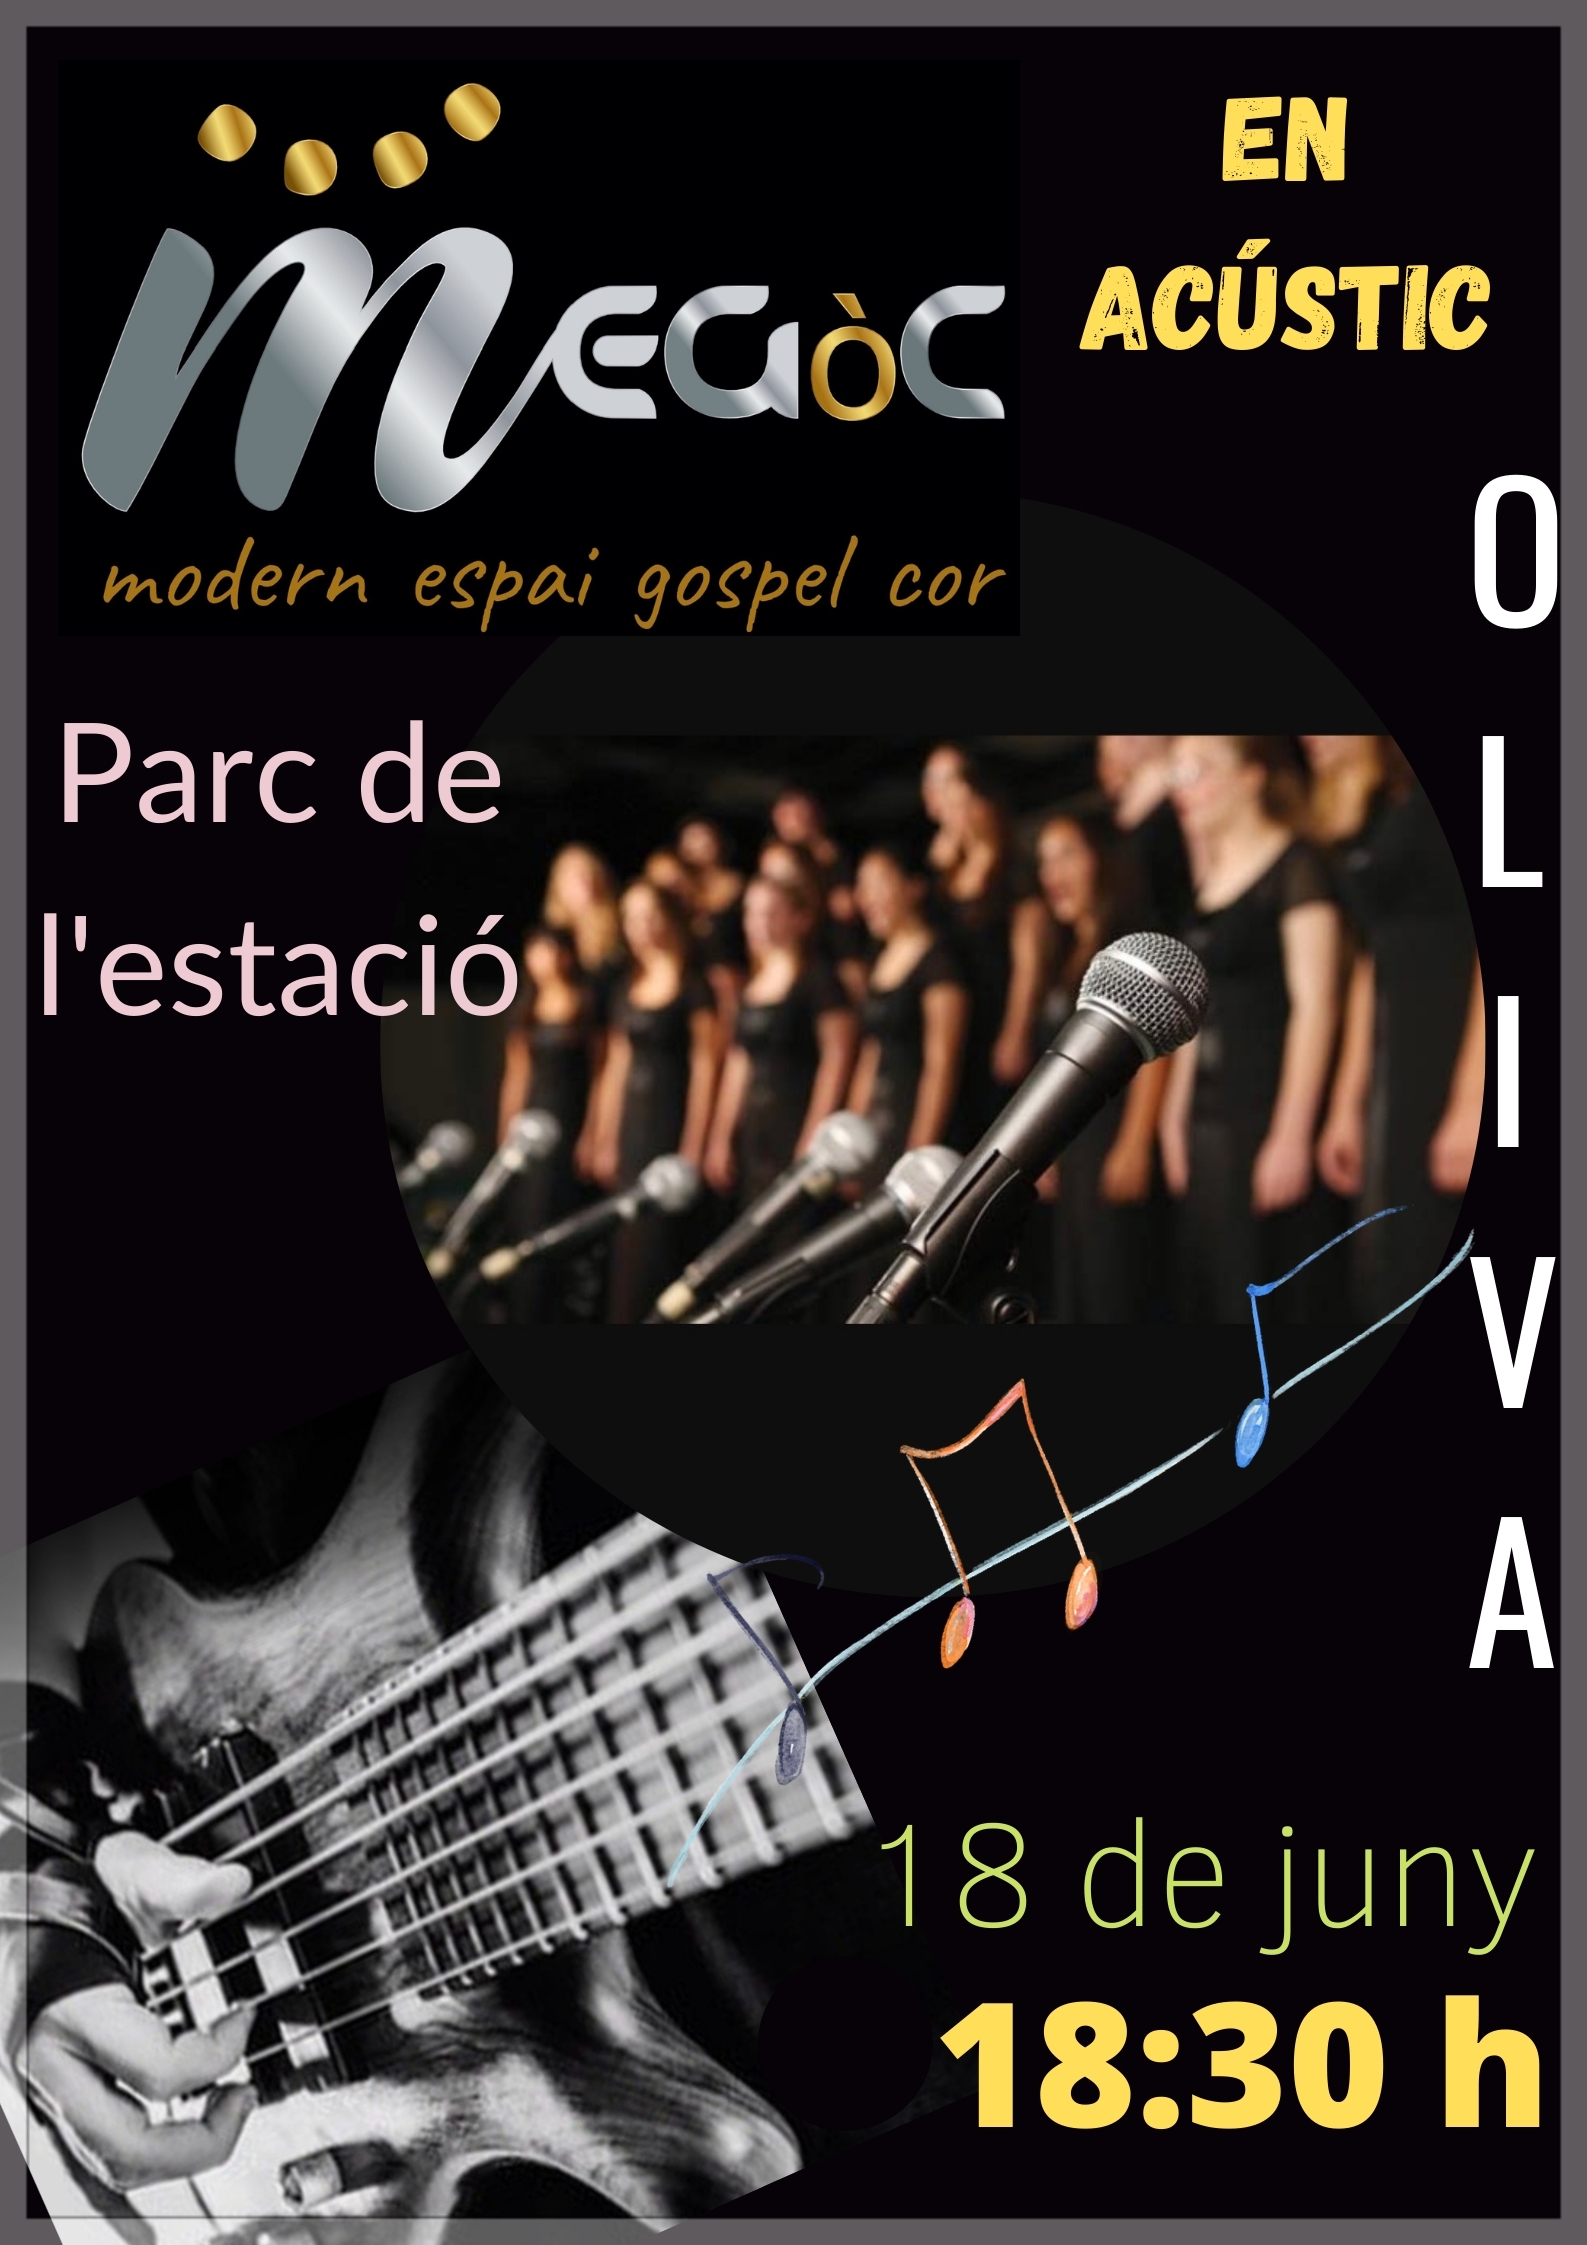 EN
ACÚSTIC
MEGòC
modern espai gospel cor
Parc de
l'estació
O
L
I
V
A
18 de juny
18:30 h